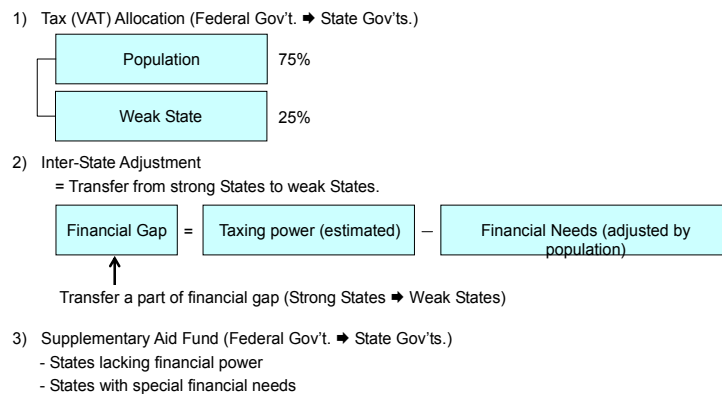 1) Tax (VAT) Allocation (Federal Gov't. ➡ State Gov'ts.)
Population 75%
Weak State 25%
2) Inter-State Adjustment
= Transfer from strong States to weak States.
Financial Gap = Taxing power (estimated) – Financial Needs (adjusted by
population)
Transfer a part of financial gap (Strong States ➡ Weak States)
3) Supplementary Aid Fund (Federal Gov't. ➡ State Gov'ts.)
- States lacking financial power
- States with special financial needs